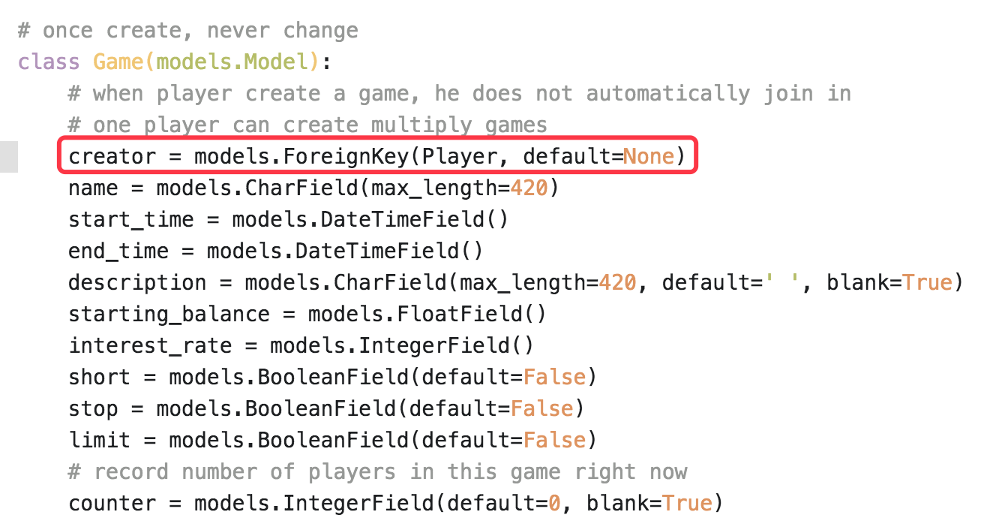 # once create, never change
class Game(models.Model):
# when player create a game, he does not automatically join in
# one player can create multiply games
creator = models.ForeignKey(Player, default=None)
name = models.CharField(max_length=420)
start_time = models.DateTimeField()
end_time = models.DateTimeField()
description = models.CharField(max_length=420, default=' ', blank=True)
starting_balance = models.FloatField()
interest_rate = models.IntegerField()
short = models.BooleanField(default=False)
stop = models.BooleanField(default=False)
limit = models.BooleanField(default=False)
# record number of players in this game right now
counter = models.IntegerField(default=0, blank=True)